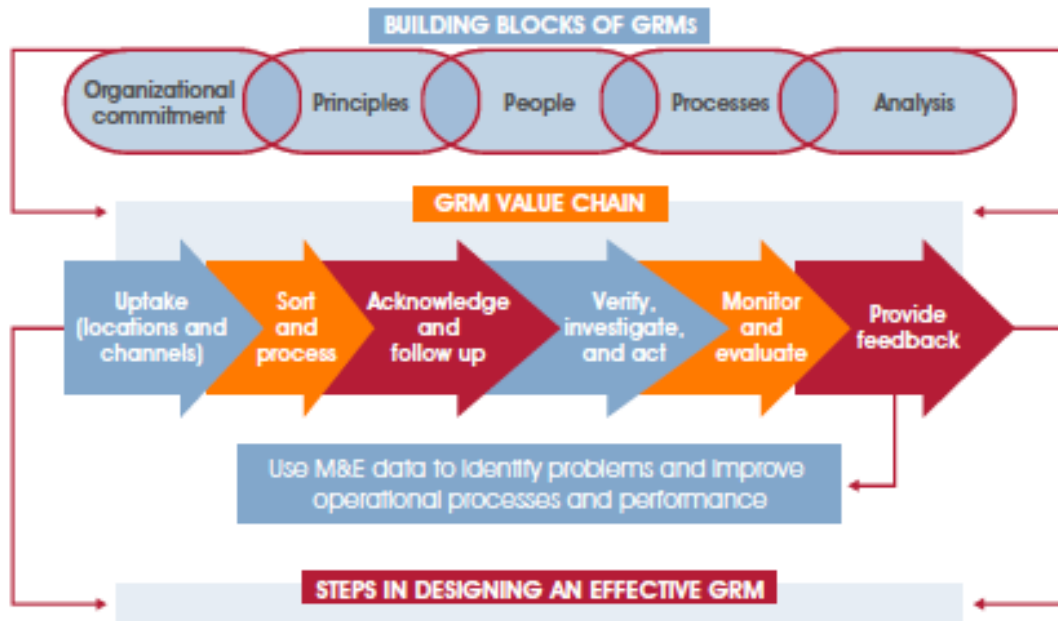 BUILDING BLOCKS OF GRMs
Organizational
commitment
Principles
People
Processes
Analysis
GRM VALUE CHAIN
Uptake
(locations and
channels)
Sort
and
process
Acknowledge
and
follow up
Verify,
investigate,
and act
Monitor
and
evaluate
Provide
feedback
Use M&E data to identify problems and improve
operational processes and performance
STEPS IN DESIGNING AN EFFECTIVE GRM